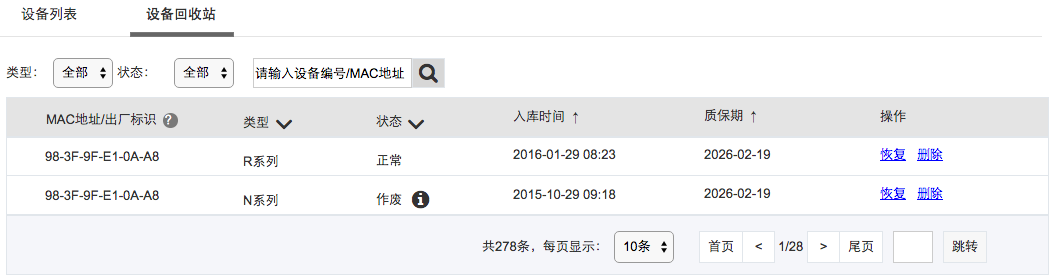 设备列表 设备回收站
类型： 全部 状态： 全部 请输入设备编号/MAC地址
MAC地址/出厂标识 ? 类型 状态 入库时间 ↑ 质保期 ↑ 操作
98-3F-9F-E1-0A-A8 R系列 正常 2016-01-29 08:23 2026-02-19 恢复 删除
98-3F-9F-E1-0A-A8 N系列 作废 i 2015-10-29 09:18 2026-02-19 恢复 删除
共278条，每页显示： 10条 首页 < 1/28 > 尾页 跳转